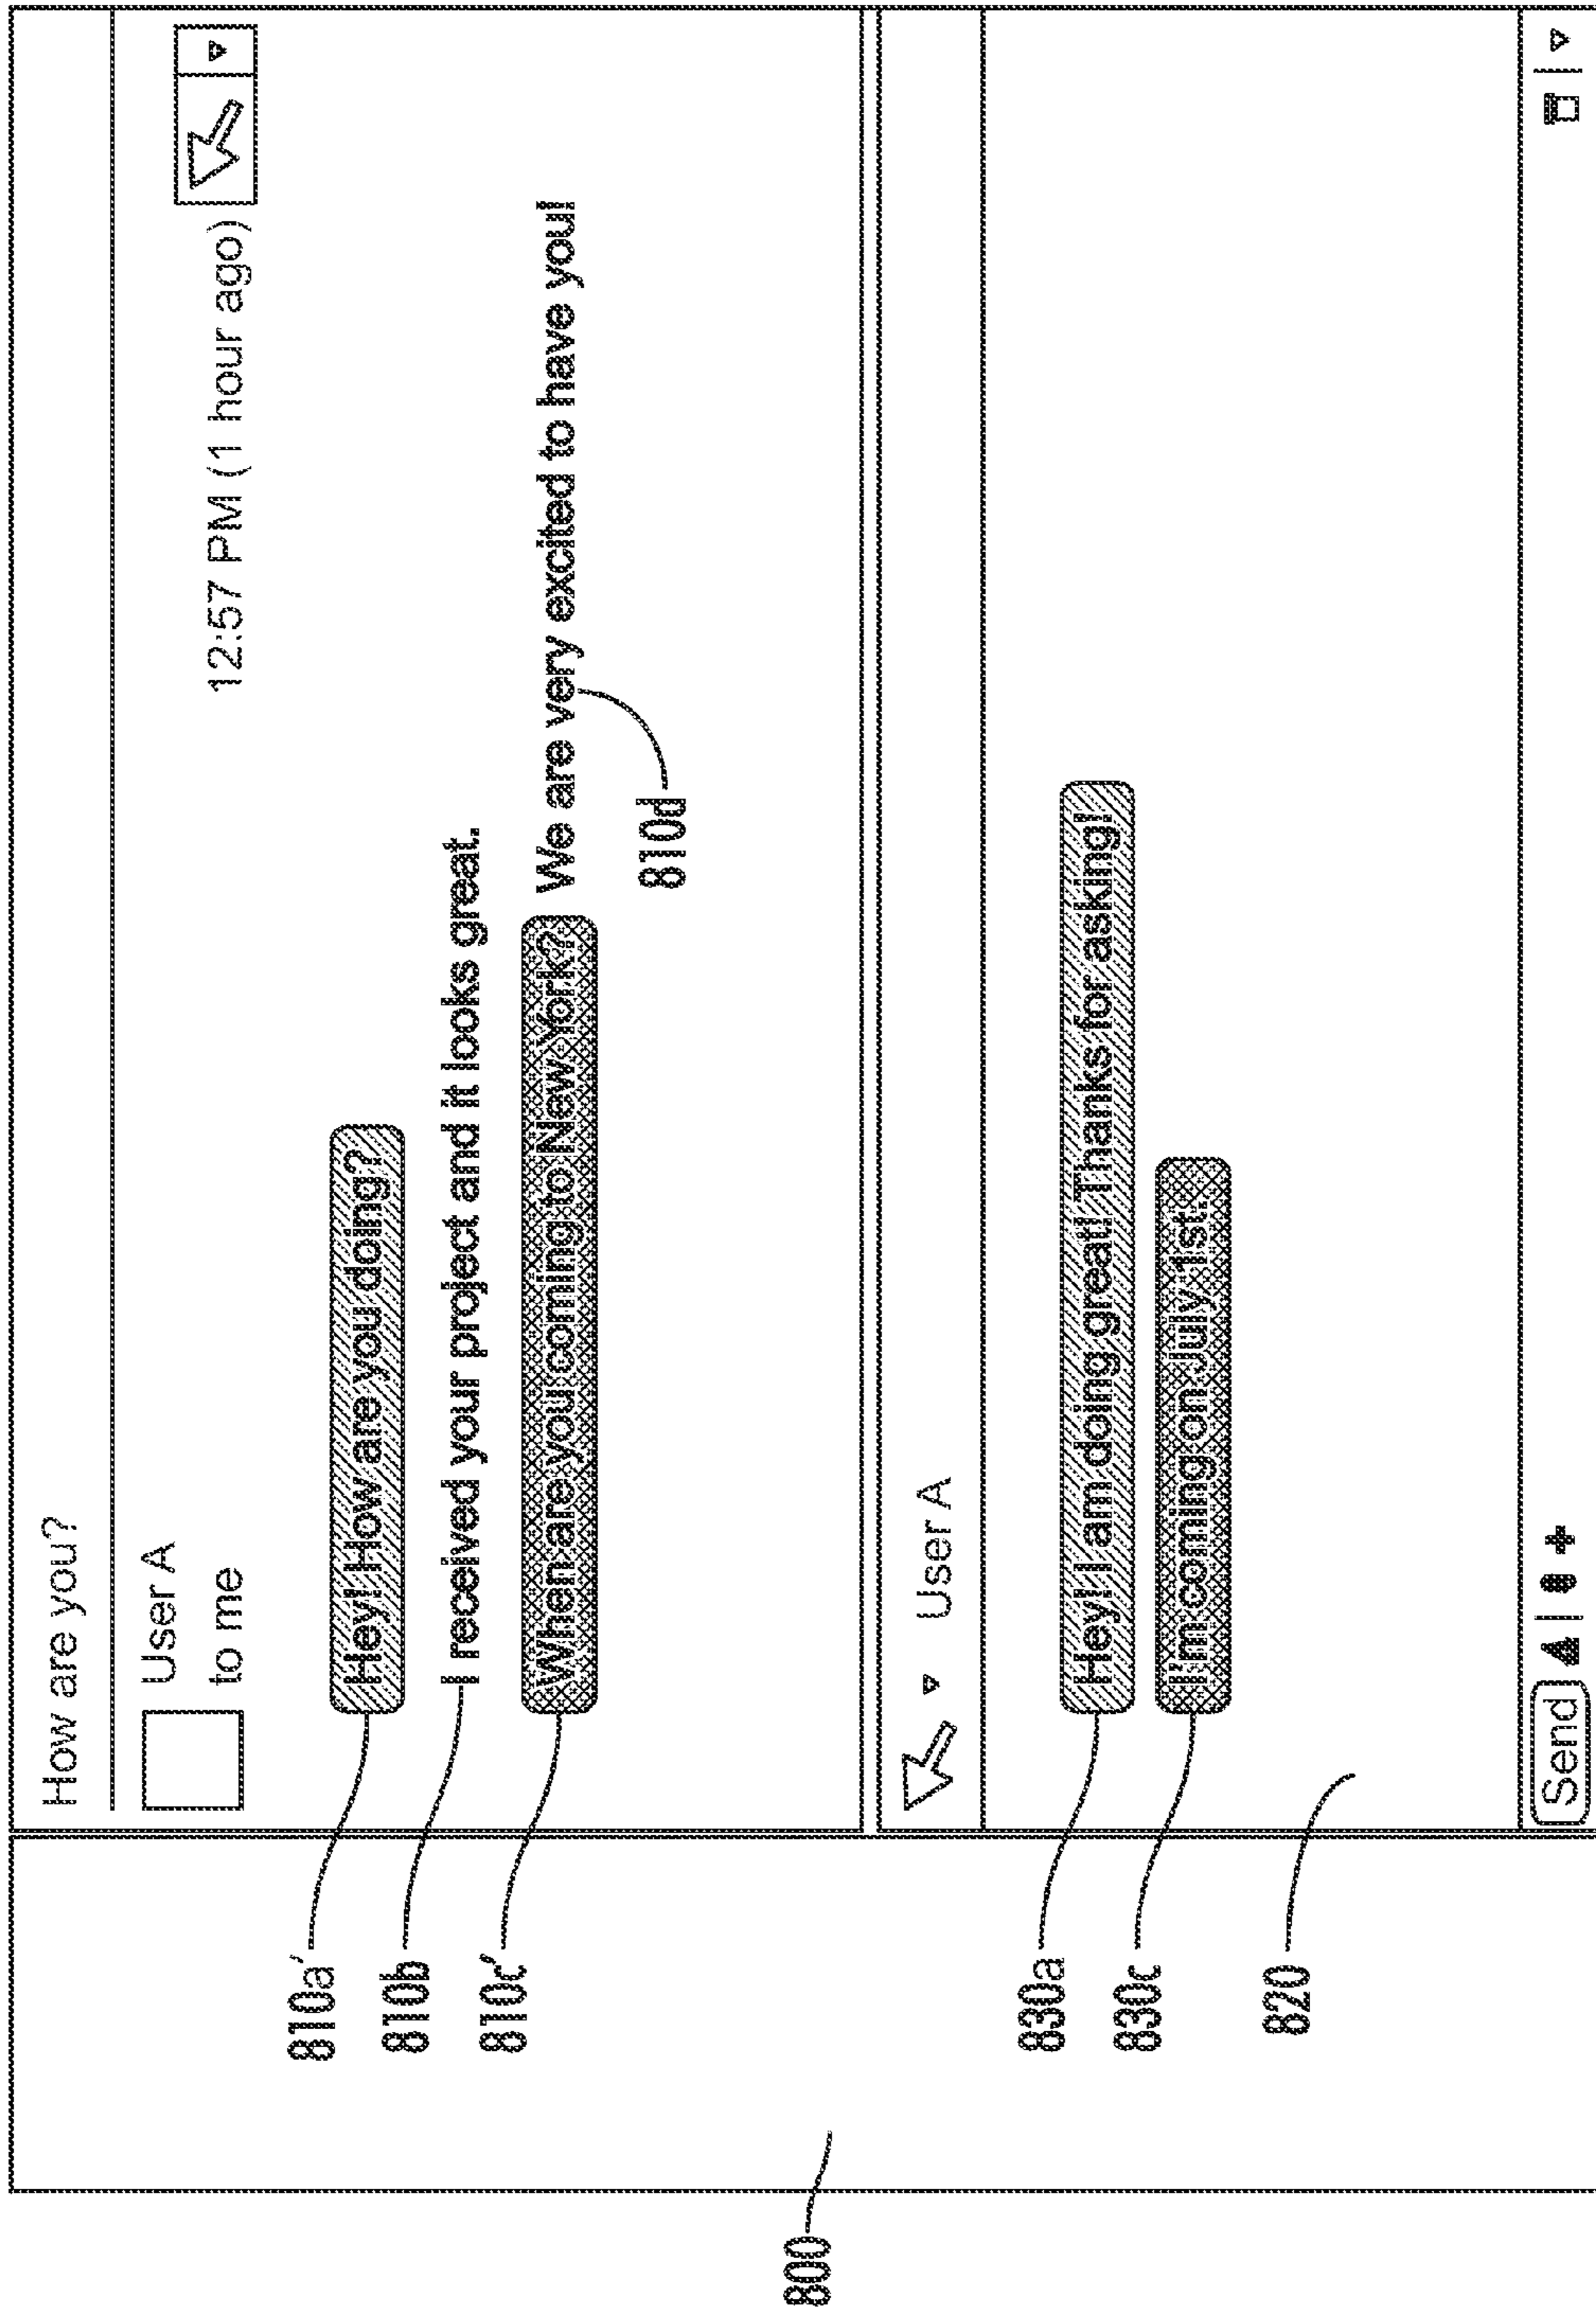 How are you?
User A
to me
12:57 PM (1 hour ago)
810a'
Hey! How are you doing?
810b
I received your project and it looks great.
810c'
When are you coming to New York? We are very excited to have you!
810d
800
User A
830a
Hey! I am doing great! Thanks for asking!
830c
I'm coming on July 1st.
820
Send